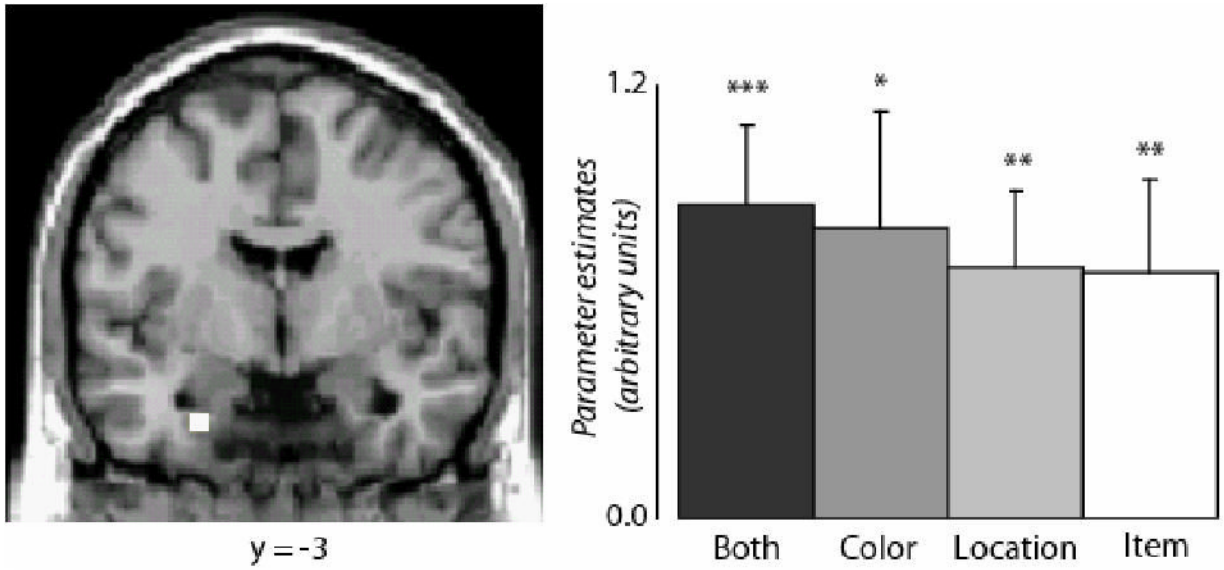 y = -3
Parameter estimates
(arbitrary units)
1.2
0.0
***
*
**
**
Both
Color
Location
Item